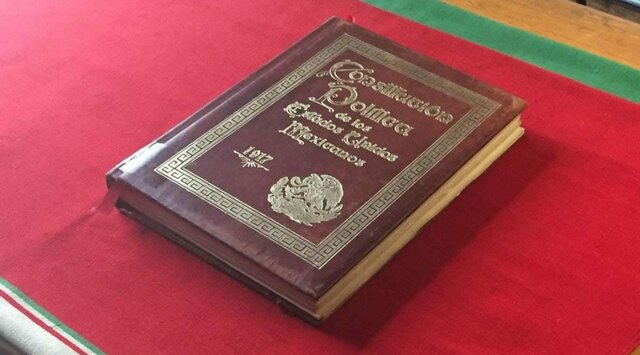 Constitución
Política
de los
Estados Unidos
Mexicanos
1917